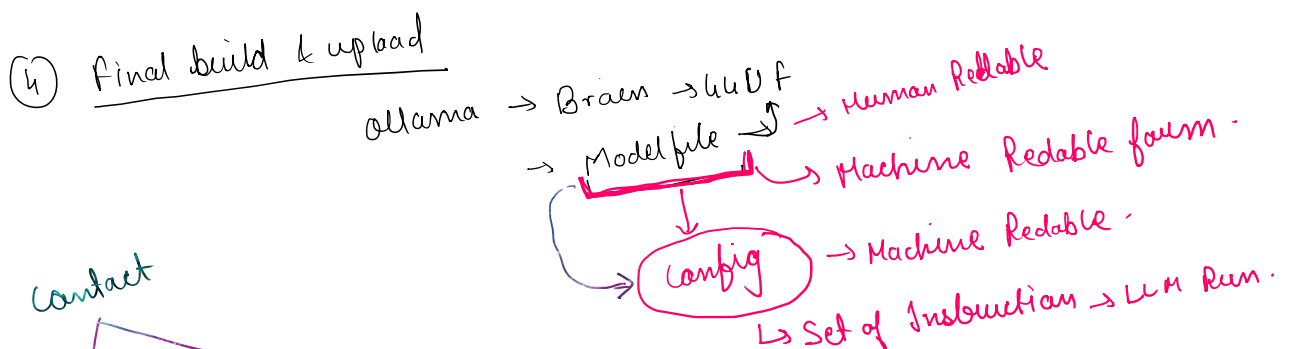 ④ Final build & upload
ollama → Brain → GGUF
→ Modelfile → → Human Redable
→ Machine Redable form.
Config → Machine Redable.
↳ Set of Instruction → LLM Run.
Contact